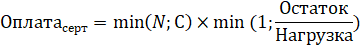 Оплата_серт = min(N; C) × min (1; Остаток/Нагрузка)